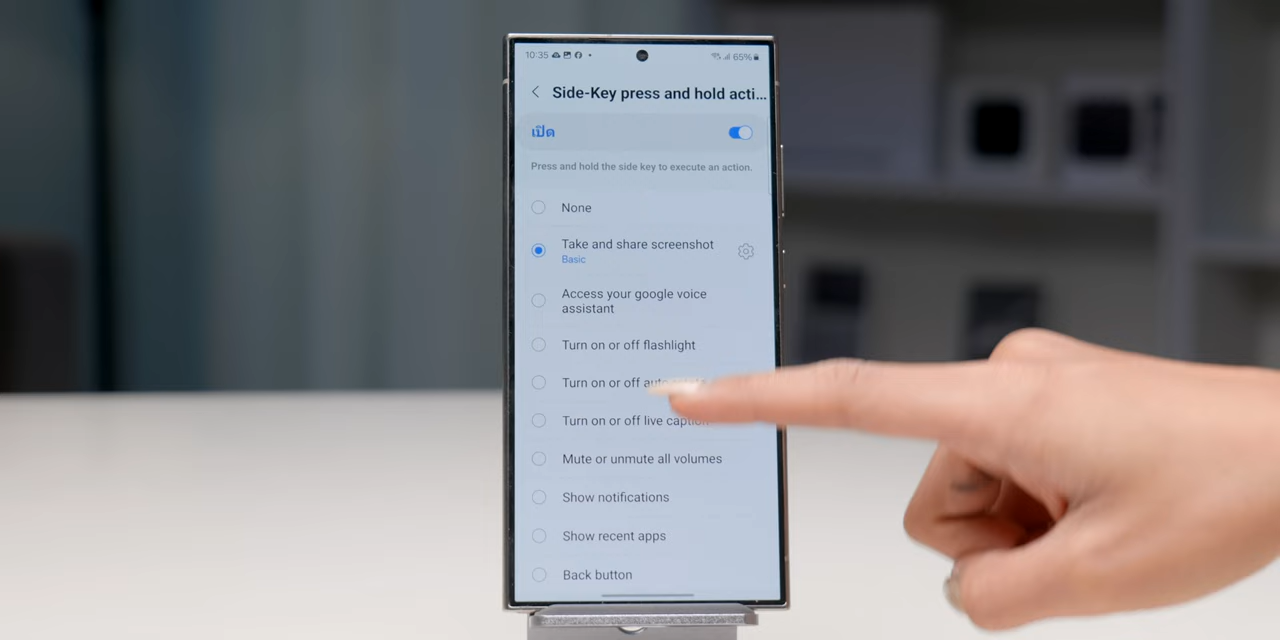 10:35
65%
Side-Key press and hold acti...
เปิด
Press and hold the side key to execute an action.
None
Take and share screenshot
Basic
Access your google voice
assistant
Turn on or off flashlight
Turn on or off
Turn on or off live caption
Mute or unmute all volumes
Show notifications
Show recent apps
Back button